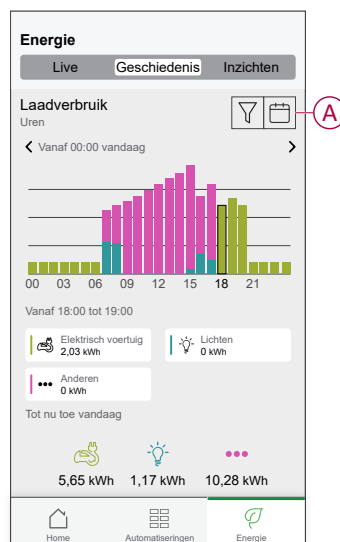 Energie
Live Geschiedenis Inzichten
Laadverbruik
Uren
A
Vanaf 00:00 vandaag
00 03 06 09 12 15 18 21
Vanaf 18:00 tot 19:00
Elektrisch voertuig
2,03 kWh
Lichten
0 kWh
Anderen
0 kWh
Tot nu toe vandaag
5,65 kWh 1,17 kWh 10,28 kWh
Home Automatiseringen Energie